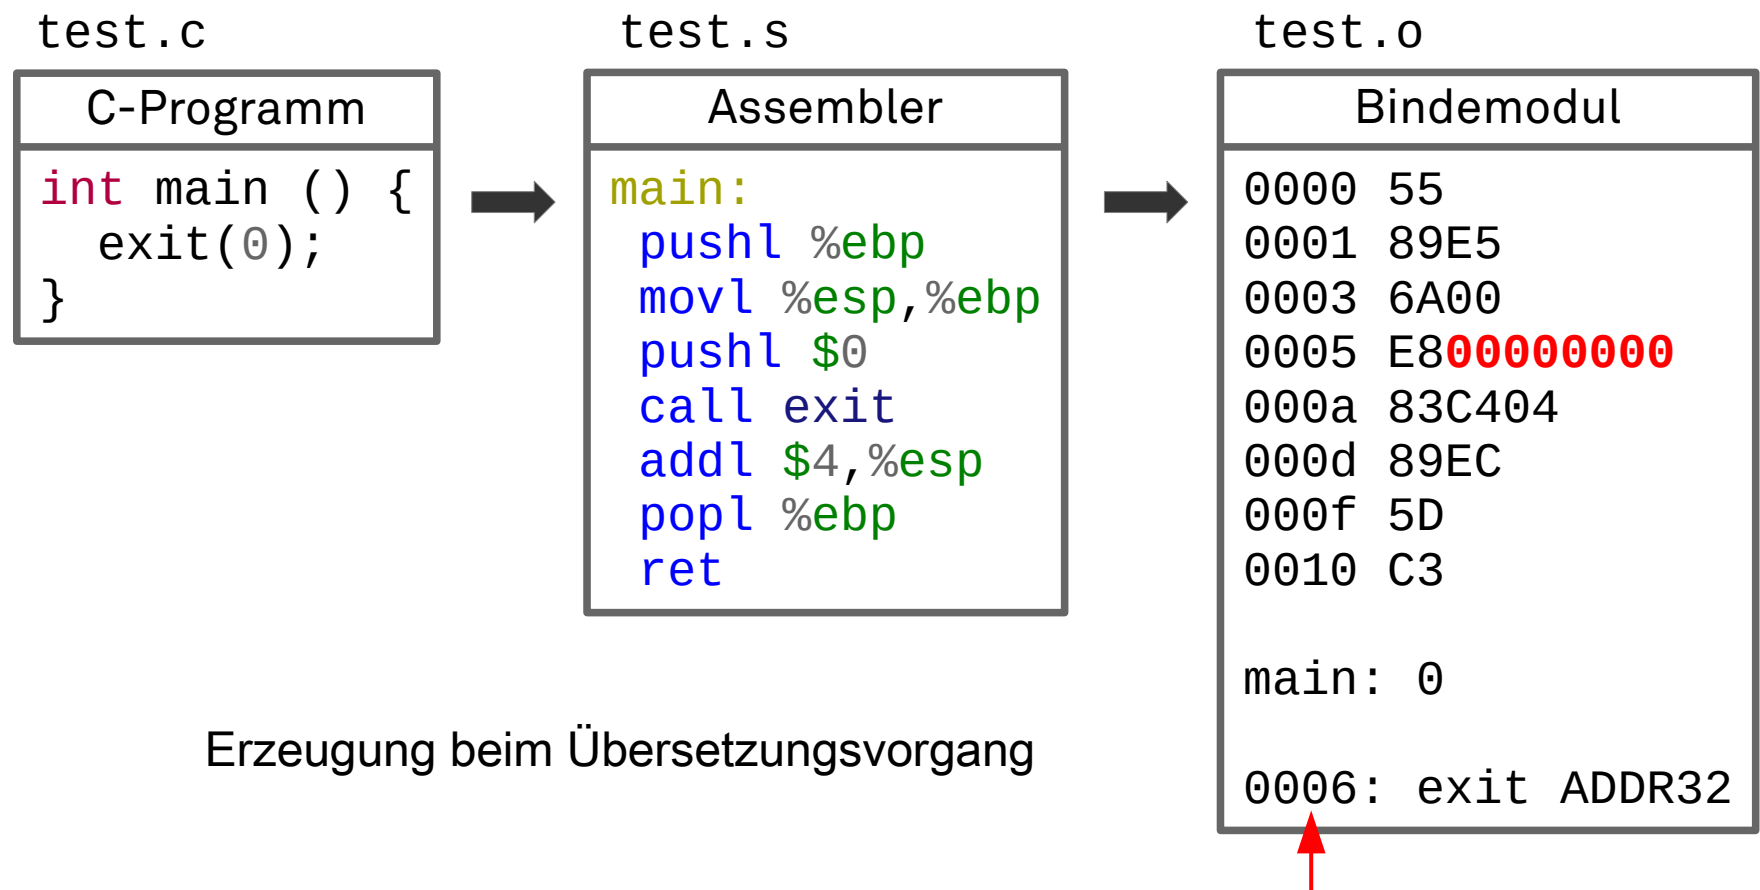 test.c
C-Programm
int main () {
  exit(0);
}
test.s
Assembler
main:
 pushl %ebp
 movl %esp,%ebp
 pushl $0
 call exit
 addl $4,%esp
 popl %ebp
 ret
test.o
Bindemodul
0000 55
0001 89E5
0003 6A00
0005 E800000000
000a 83C404
000d 89EC
000f 5D
0010 C3
main: 0
0006: exit ADDR32
Erzeugung beim Übersetzungsvorgang